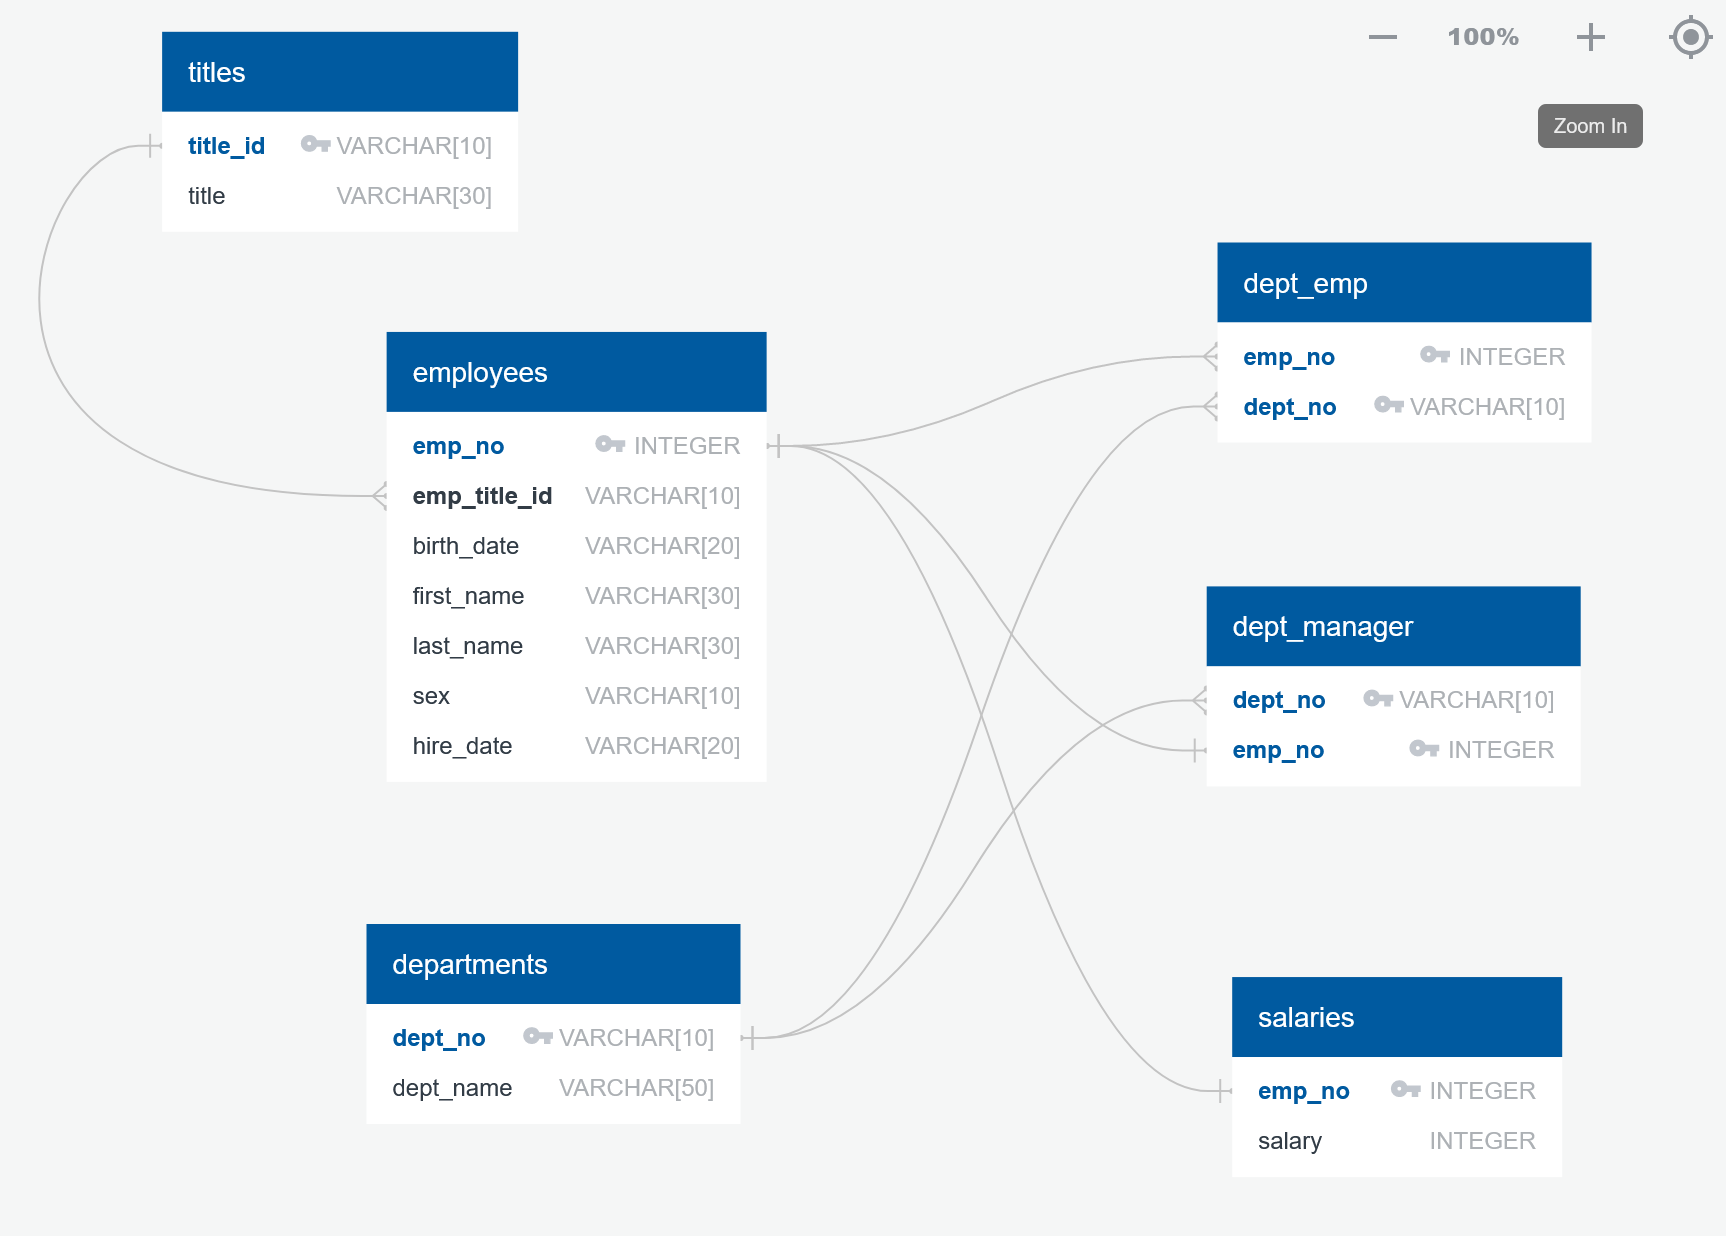 100%
Zoom In
titles
title_id VARCHAR[10]
title VARCHAR[30]
employees
emp_no INTEGER
emp_title_id VARCHAR[10]
birth_date VARCHAR[20]
first_name VARCHAR[30]
last_name VARCHAR[30]
sex VARCHAR[10]
hire_date VARCHAR[20]
departments
dept_no VARCHAR[10]
dept_name VARCHAR[50]
dept_emp
emp_no INTEGER
dept_no VARCHAR[10]
dept_manager
dept_no VARCHAR[10]
emp_no INTEGER
salaries
emp_no INTEGER
salary INTEGER